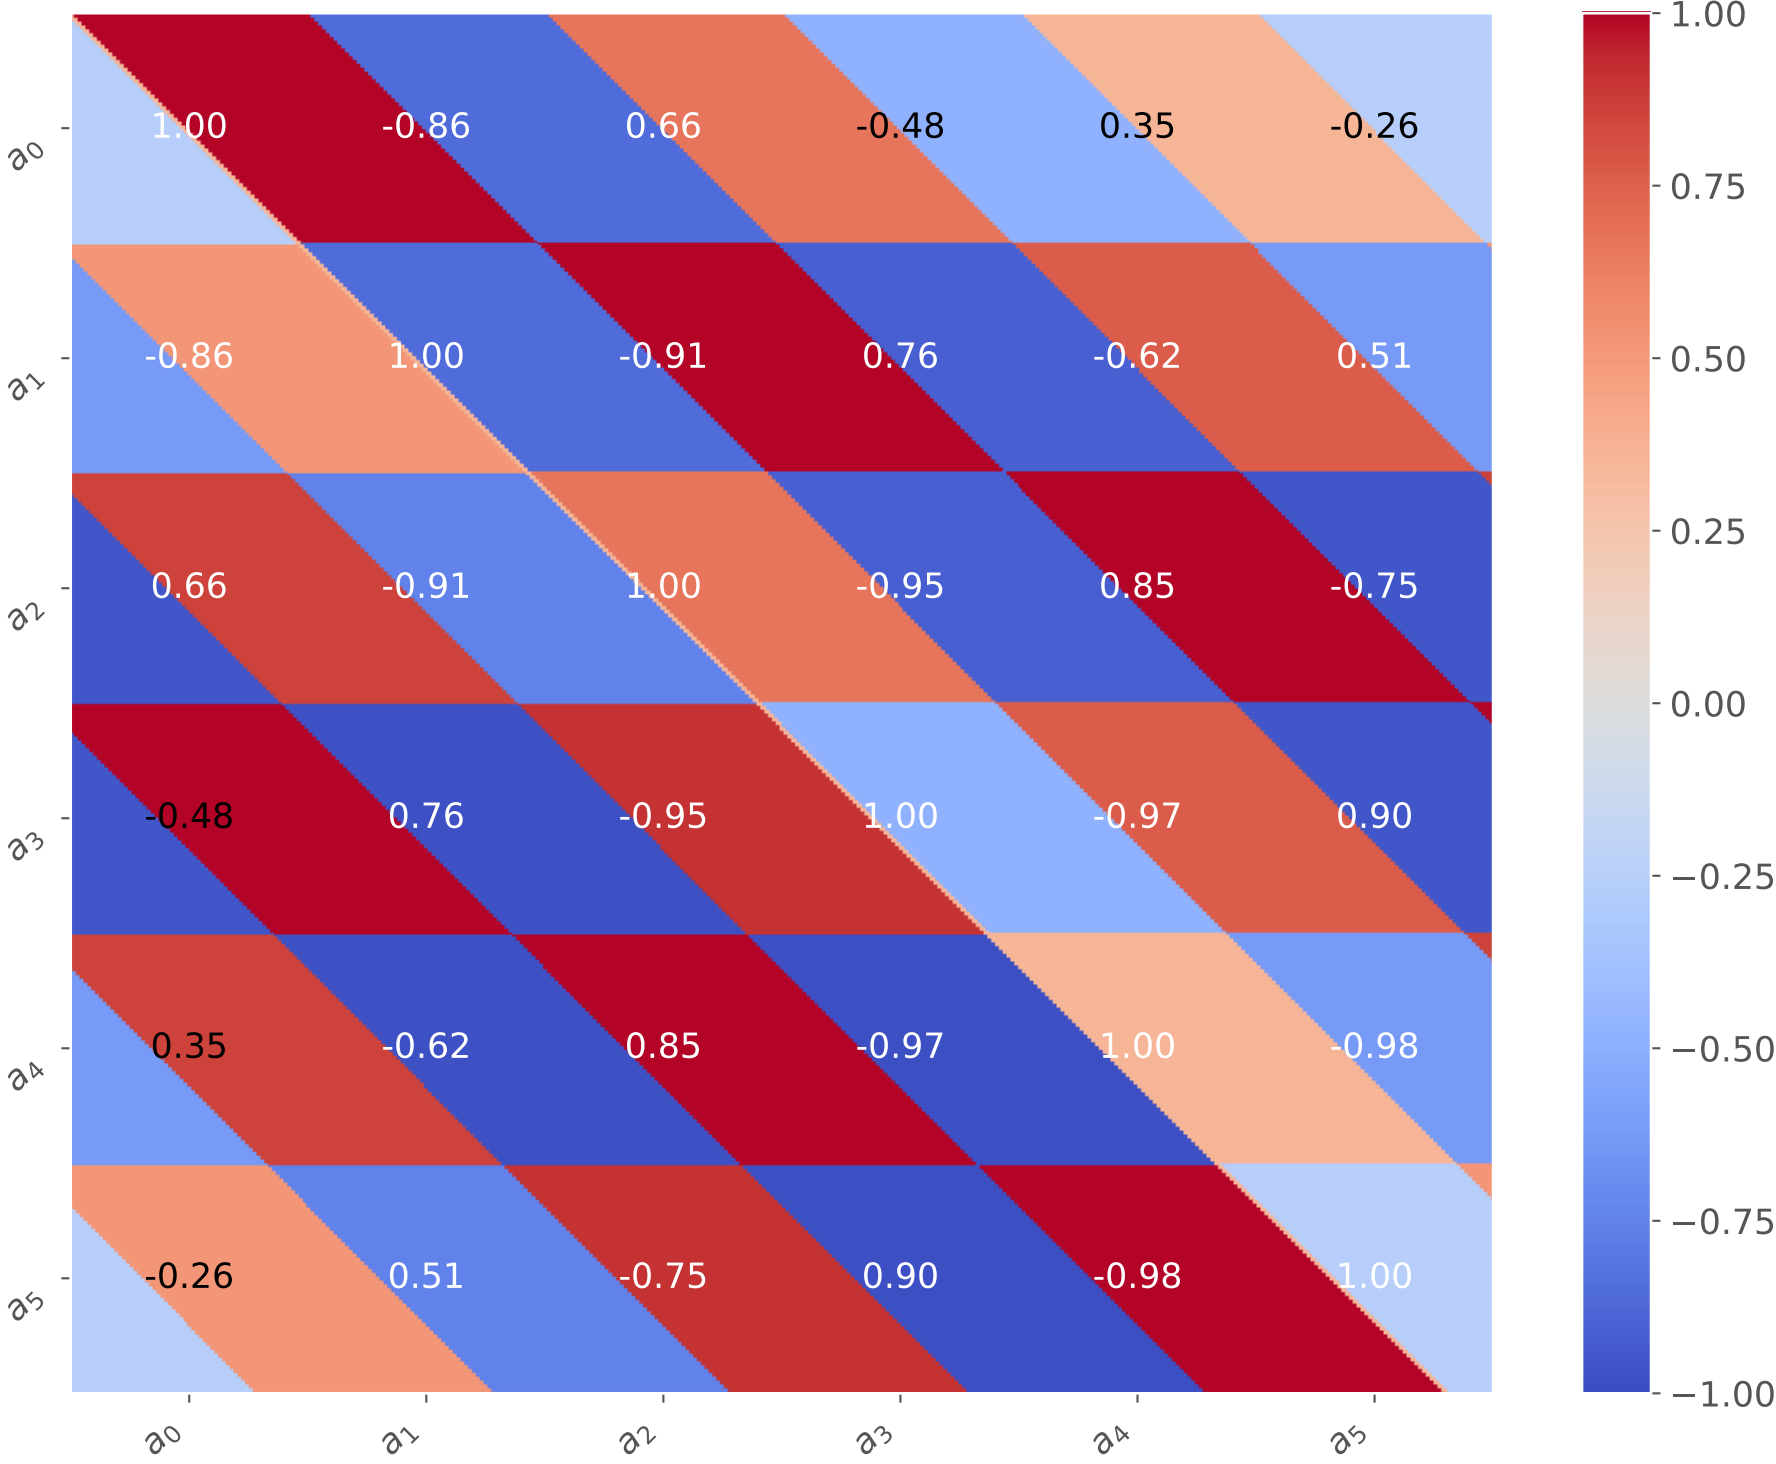 1.00 -0.86 0.66 -0.48 0.35 -0.26
-0.86 1.00 -0.91 0.76 -0.62 0.51
0.66 -0.91 1.00 -0.95 0.85 -0.75
-0.48 0.76 -0.95 1.00 -0.97 0.90
0.35 -0.62 0.85 -0.97 1.00 -0.98
-0.26 0.51 -0.75 0.90 -0.98 1.00
a₀
a₁
a₂
a₃
a₄
a₅
a₀ a₁ a₂ a₃ a₄ a₅
1.00
0.75
0.50
0.25
0.00
−0.25
−0.50
−0.75
−1.00